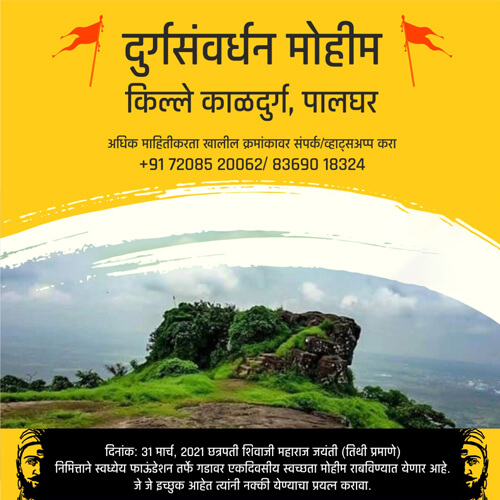 दुर्गसंवर्धन मोहीम
किल्ले काळदुर्ग, पालघर
अधिक माहितीकरता खालील क्रमांकावर संपर्क/व्हाट्सअप्प करा
+91 72085 20062/ 83690 18324
दिनांक: 31 मार्च, 2021 छत्रपती शिवाजी महाराज जयंती (तिथी प्रमाणे)
निमित्ताने स्वध्येय फाऊंडेशन तर्फे गडावर एकदिवसीय स्वच्छता मोहीम राबविण्यात येणार आहे.
जे जे इच्छुक आहेत त्यांनी नक्की येण्याचा प्रयत्न करावा.